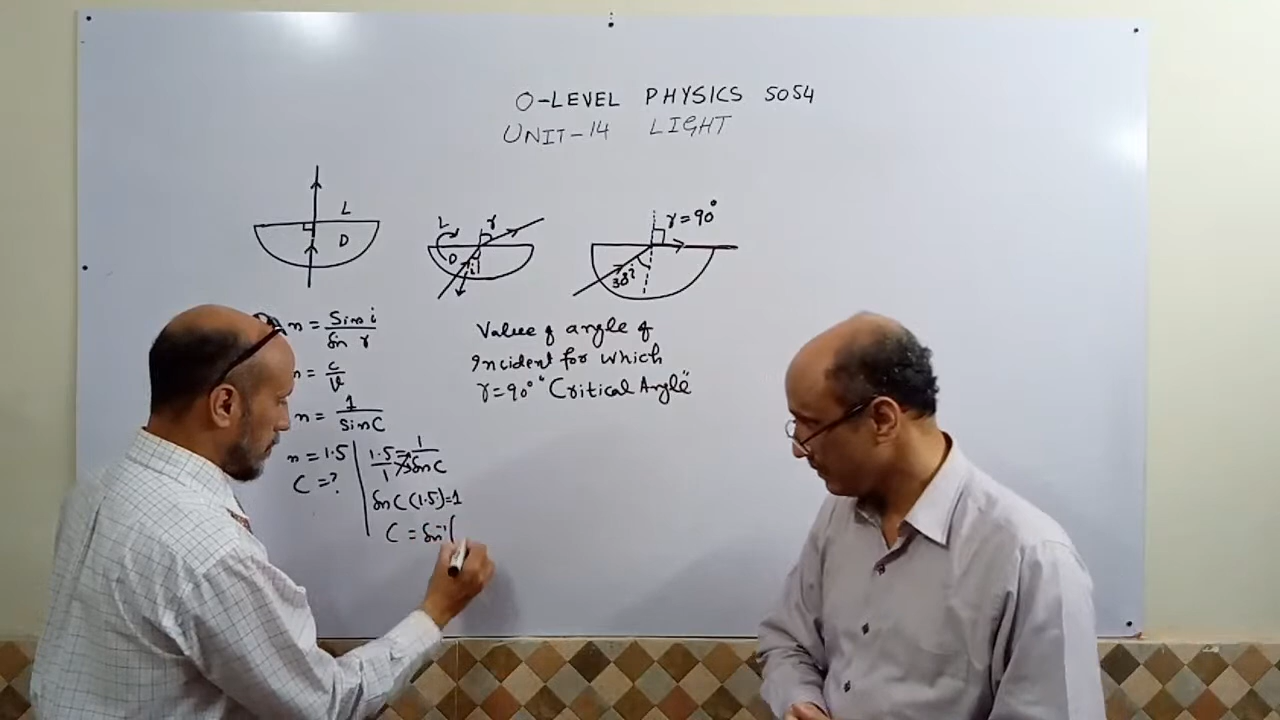 O-LEVEL PHYSICS 5054
UNIT-14 LIGHT
L
D
L
r
D
i
r=90°
38°
i
n = Sin i / Sin r
n = c / v
n = 1 / sinC
n = 1.5
C = ?
1.5 / 1 = 1 / SinC
SinC (1.5)=1
C = Sin⁻¹(
Value of angle of
incident for which
r=90° "Critical Angle"